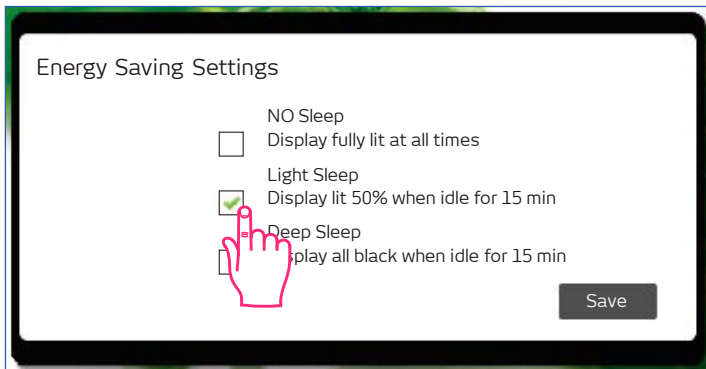 Energy Saving Settings
NO Sleep
Display fully lit at all times
Light Sleep
Display lit 50% when idle for 15 min
Deep Sleep
Display all black when idle for 15 min
Save